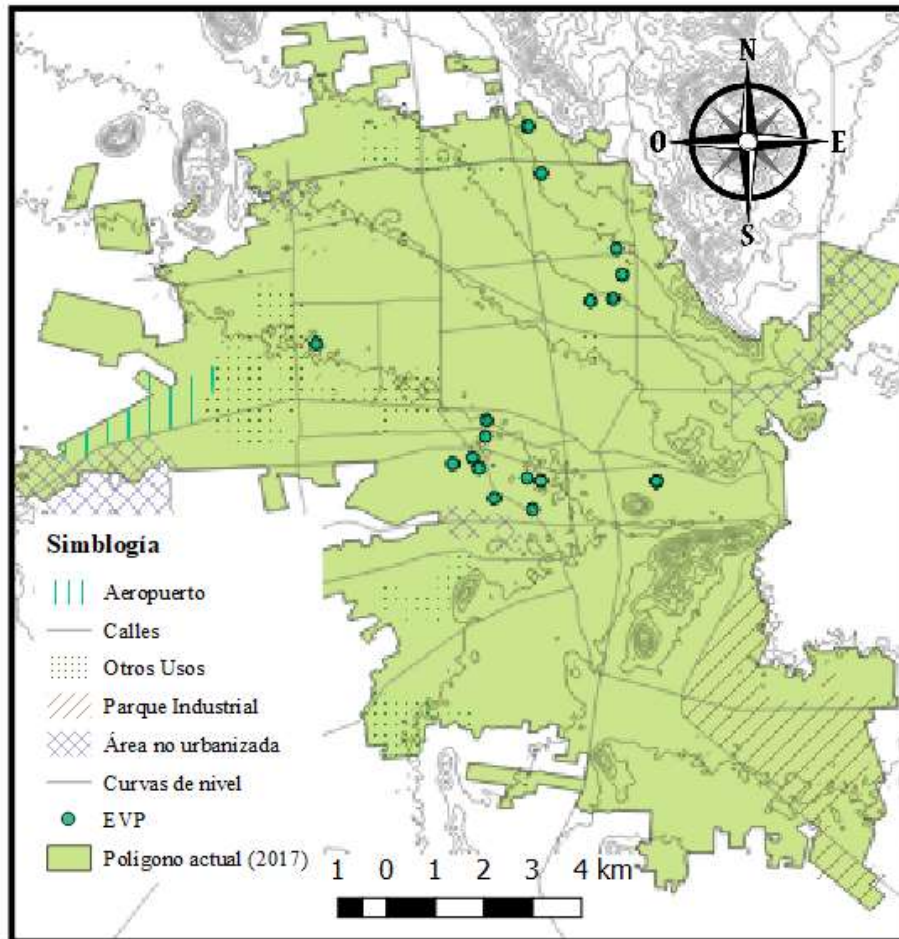 N
O E
S
Simblogía
Aeropuerto
Calles
Otros Usos
Parque Industrial
Área no urbanizada
Curvas de nivel
EVP
Polígono actual (2017)
1 0 1 2 3 4 km